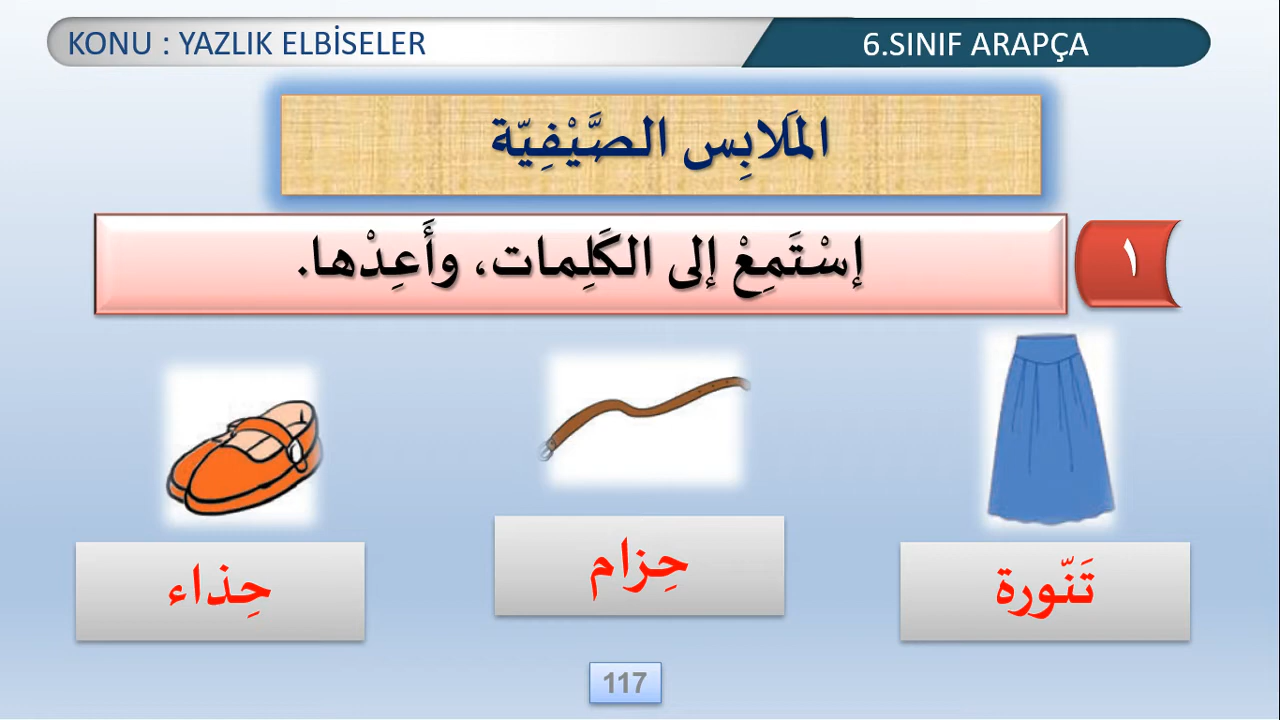 KONU : YAZLIK ELBİSELER
6.SINIF ARAPÇA
المَلابِس الصَّيْفِيّة
١
إسْتَمِعْ إلى الكَلِمات، وأَعِدْها.
تَنّورة
حِزام
حِذاء
117